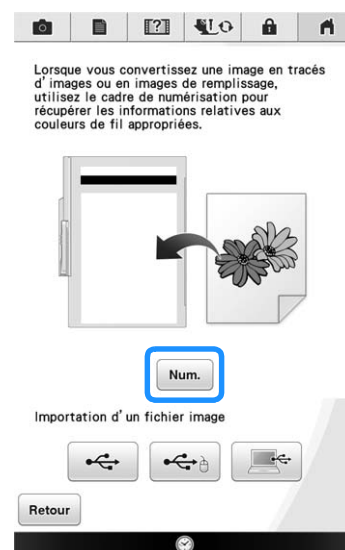 Lorsque vous convertissez une image en tracés
d'images ou en images de remplissage,
utilisez le cadre de numérisation pour
récupérer les informations relatives aux
couleurs de fil appropriées.
Num.
Importation d'un fichier image
Retour